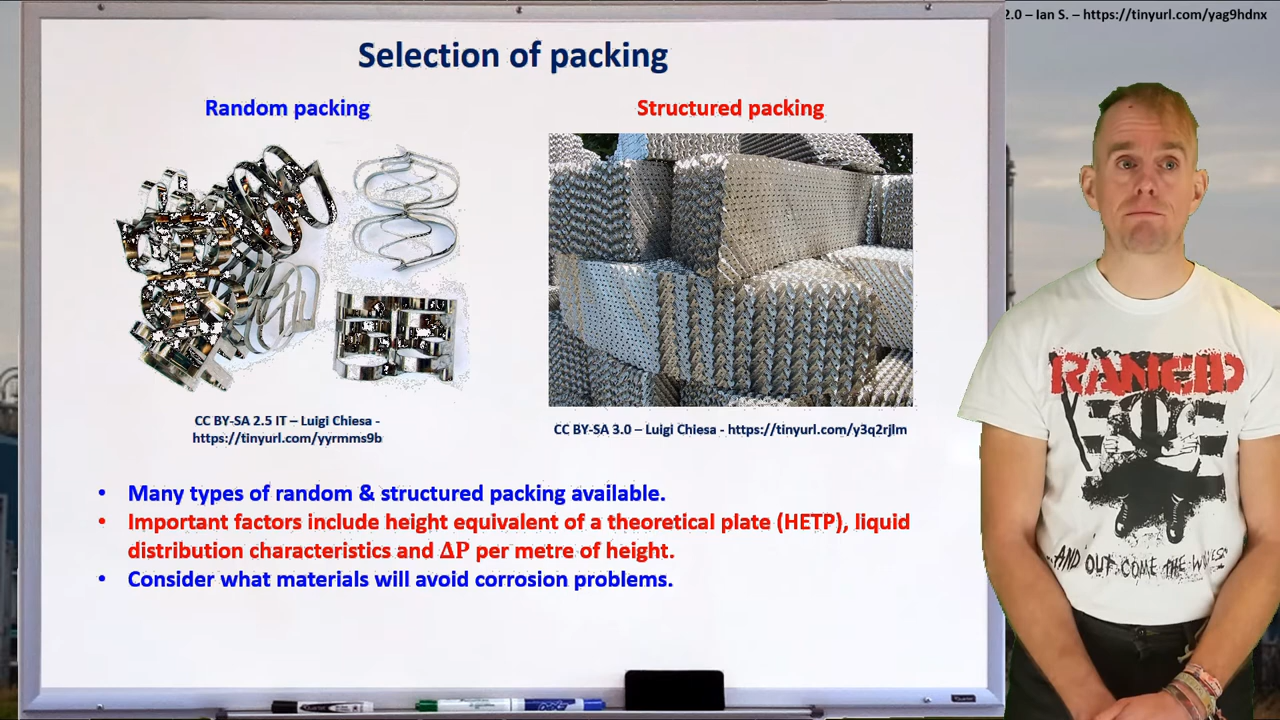 2.0 – Ian S. – https://tinyurl.com/yag9hdnx
Selection of packing
Random packing
Structured packing
CC BY-SA 2.5 IT – Luigi Chiesa -
https://tinyurl.com/yyrmms9b
CC BY-SA 3.0 – Luigi Chiesa - https://tinyurl.com/y3q2rjlm
• Many types of random & structured packing available.
• Important factors include height equivalent of a theoretical plate (HETP), liquid
distribution characteristics and ΔP per metre of height.
• Consider what materials will avoid corrosion problems.
RANCID
AND OUT COME THE